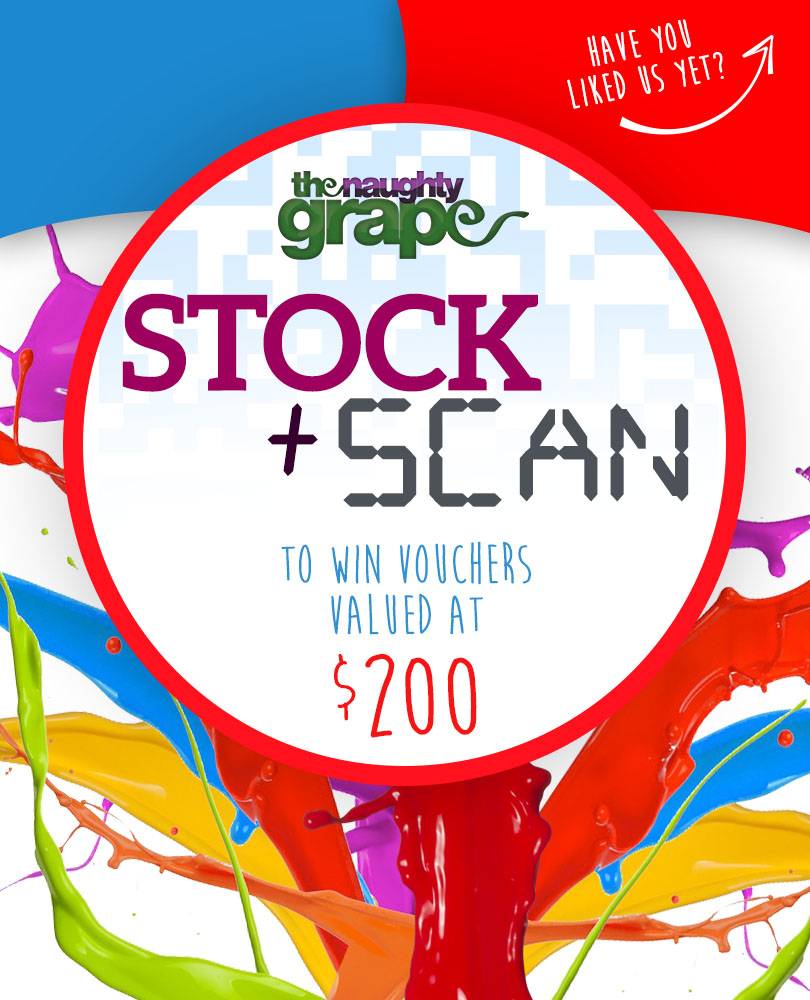 HAVE YOU
LIKED US YET?
the naughty
grape
STOCK
+ SCAN
TO WIN VOUCHERS
VALUED AT
$200